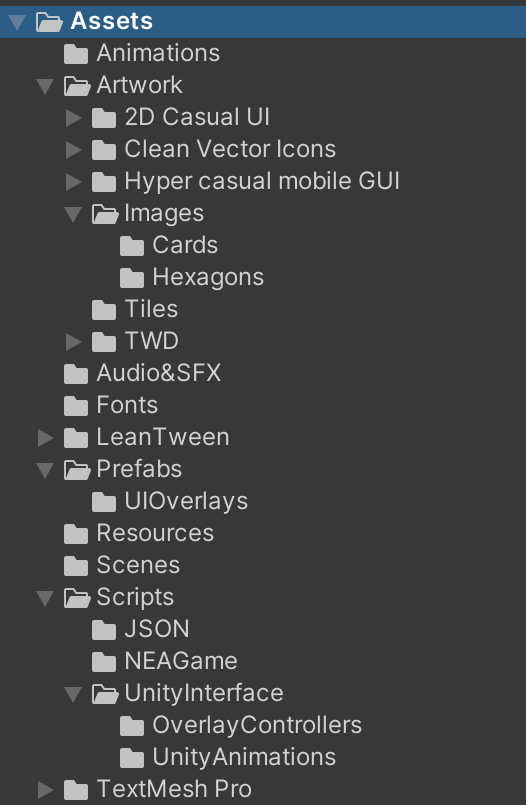 Assets
Animations
Artwork
2D Casual UI
Clean Vector Icons
Hyper casual mobile GUI
Images
Cards
Hexagons
Tiles
TWD
Audio&SFX
Fonts
LeanTween
Prefabs
UIOverlays
Resources
Scenes
Scripts
JSON
NEAGame
UnityInterface
OverlayControllers
UnityAnimations
TextMesh Pro